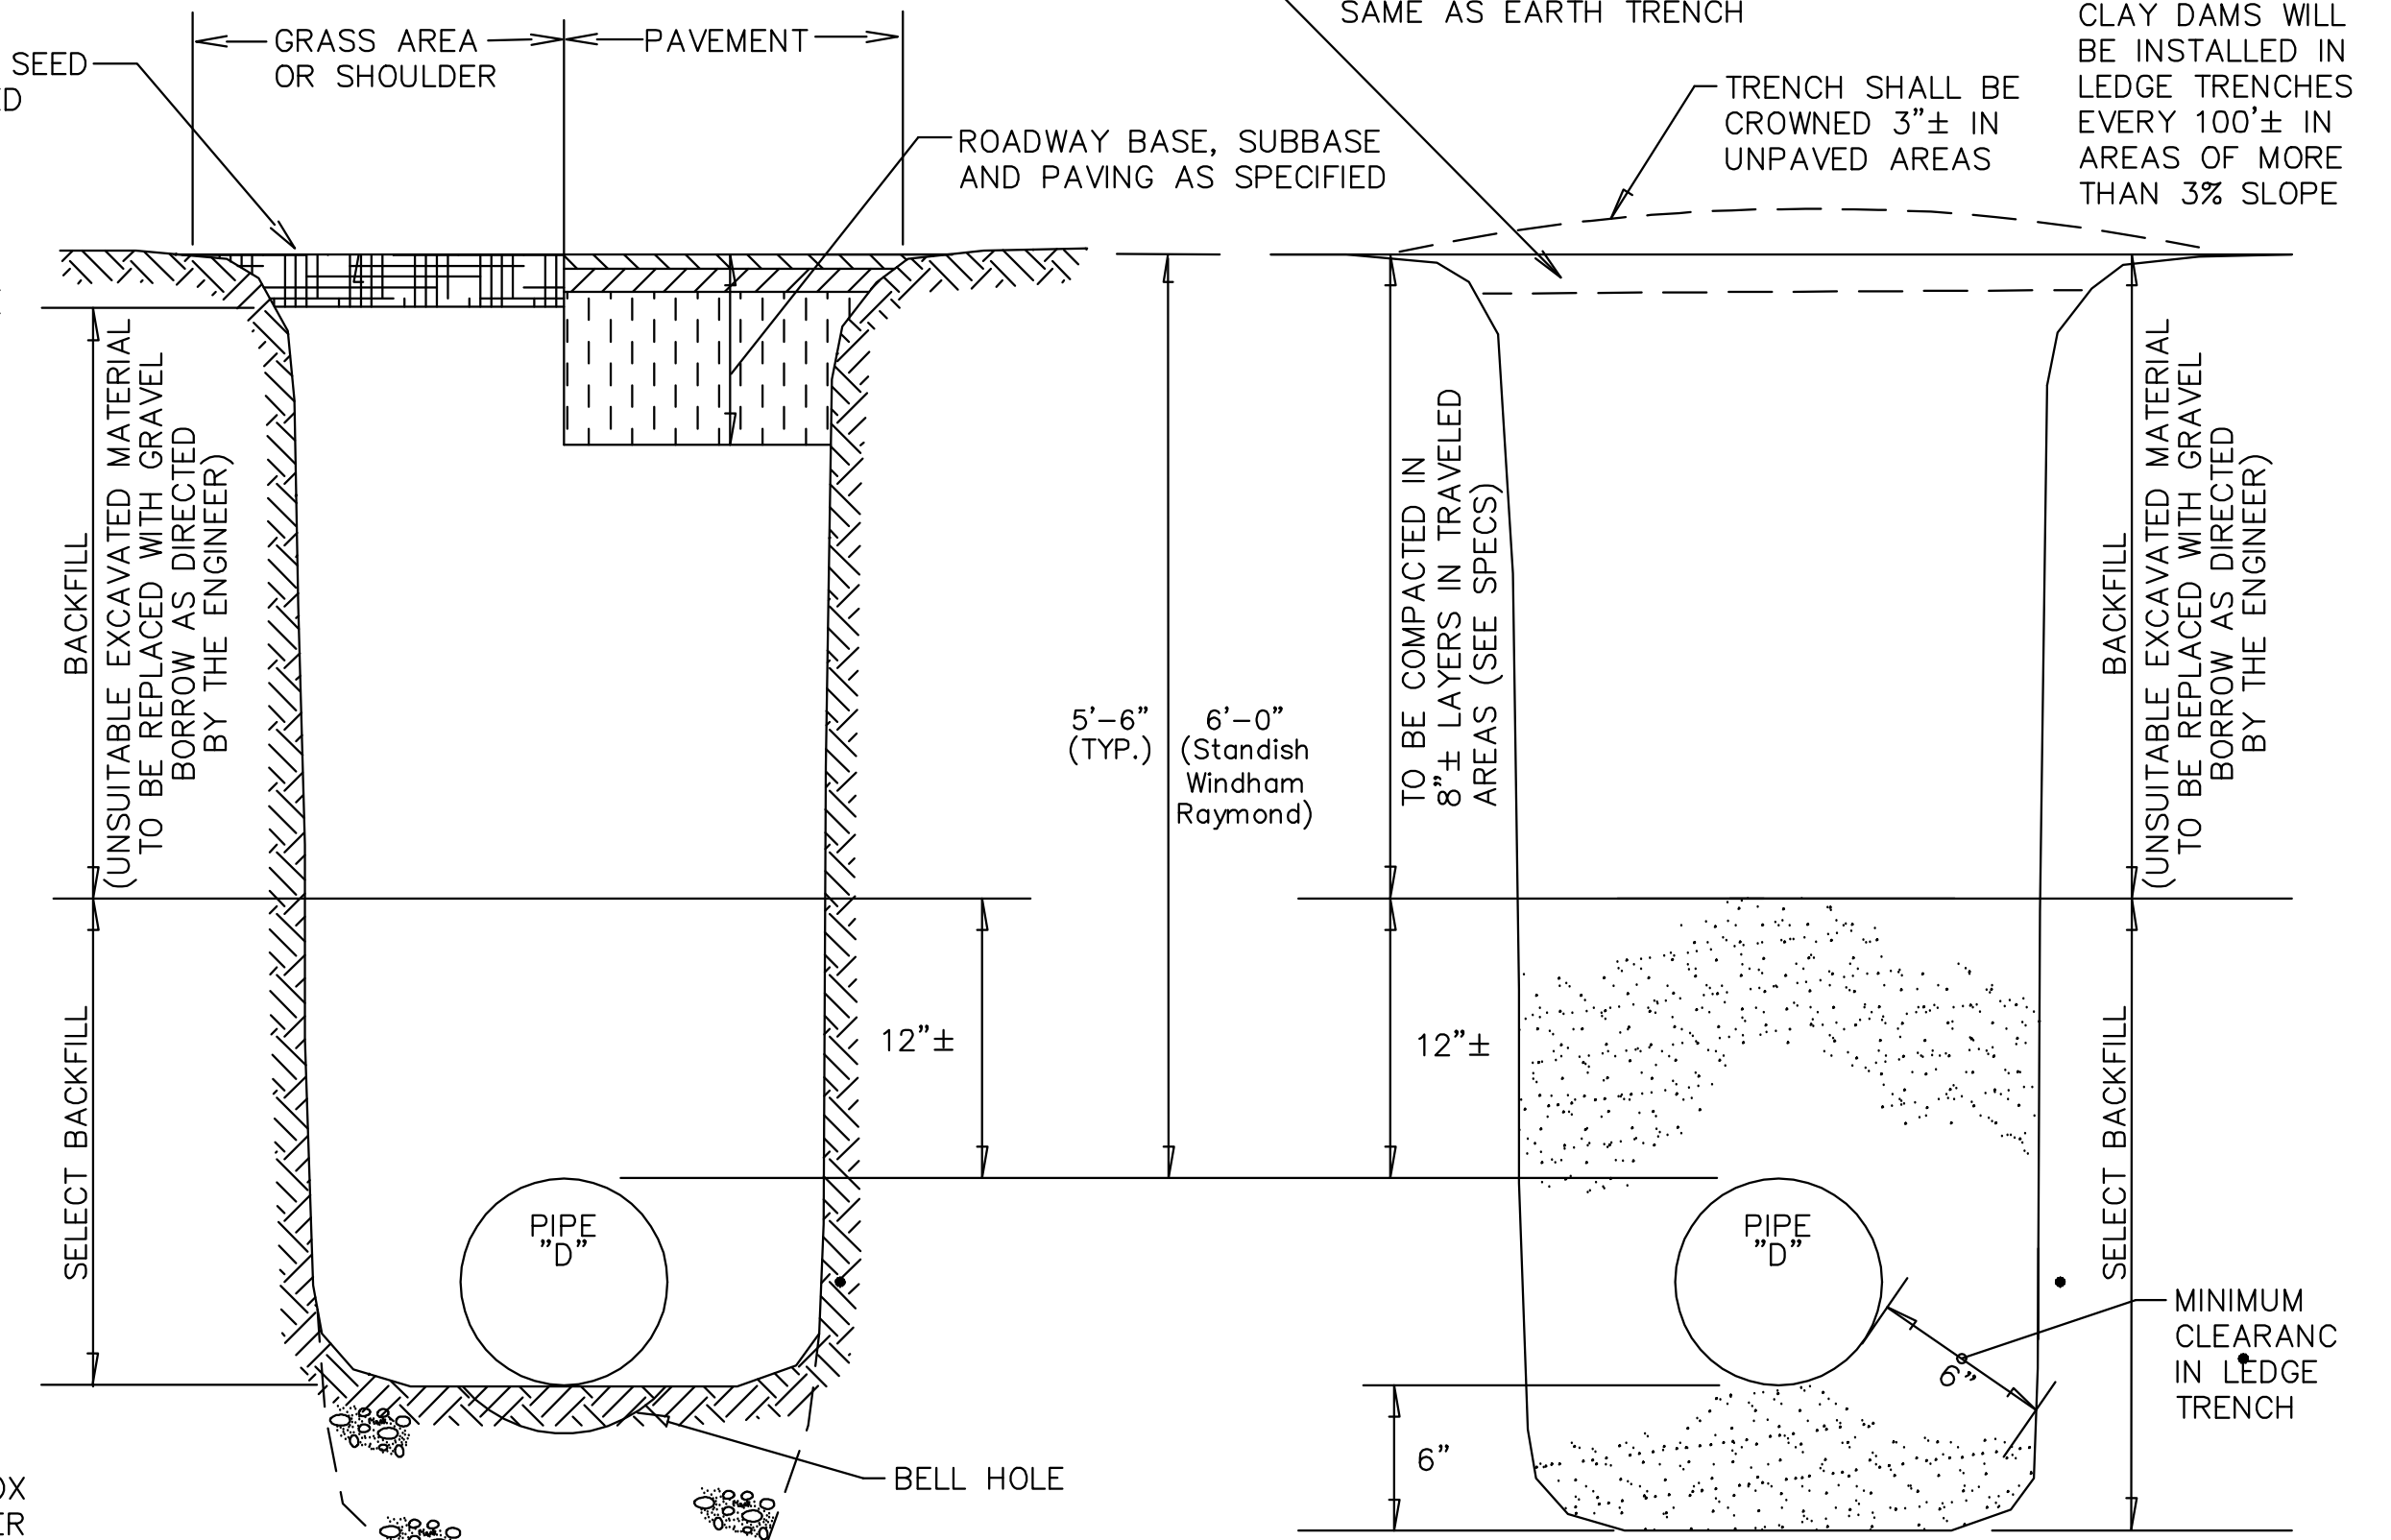 SAME AS EARTH TRENCH
CLAY DAMS WILL
BE INSTALLED IN
LEDGE TRENCHES
EVERY 100'± IN
AREAS OF MORE
THAN 3% SLOPE
GRASS AREA
OR SHOULDER
PAVEMENT
SEED
ED
TRENCH SHALL BE
CROWNED 3"± IN
UNPAVED AREAS
ROADWAY BASE, SUBBASE
AND PAVING AS SPECIFIED
BACKFILL
(UNSUITABLE EXCAVATED MATERIAL
TO BE REPLACED WITH GRAVEL
BORROW AS DIRECTED
BY THE ENGINEER)
5'-6"
(TYP.)
6'-0"
(Standish
Windham
Raymond)
TO BE COMPACTED IN
8"± LAYERS IN TRAVELED
AREAS (SEE SPECS)
BACKFILL
(UNSUITABLE EXCAVATED MATERIAL
TO BE REPLACED WITH GRAVEL
BORROW AS DIRECTED
BY THE ENGINEER)
SELECT BACKFILL
12"±
12"±
SELECT BACKFILL
PIPE
"D"
PIPE
"D"
MINIMUM
CLEARANC
IN LEDGE
TRENCH
6"
6"
BELL HOLE
OX
ER